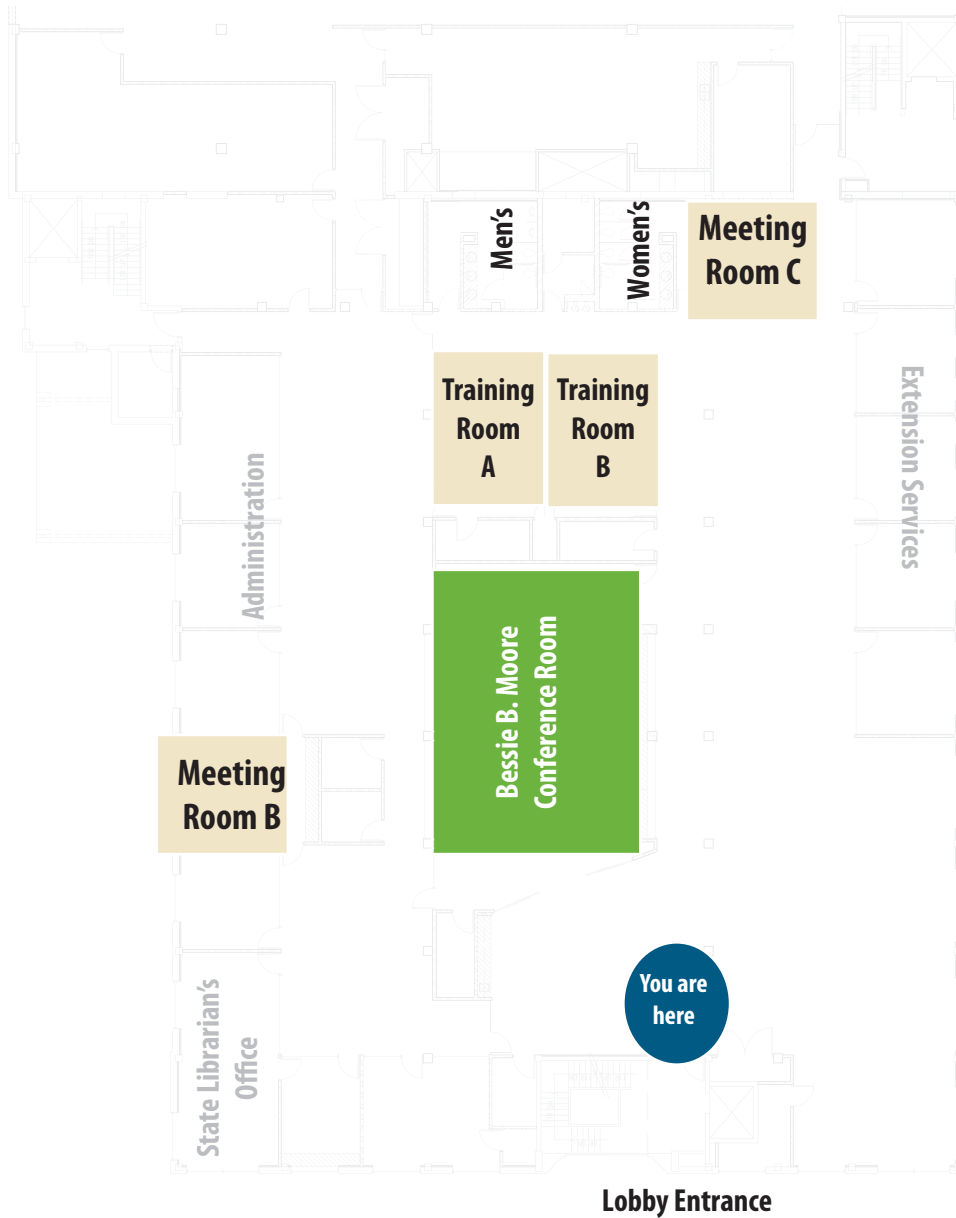 Men's
Women's
Meeting
Room C
Training
Room
A
Training
Room
B
Extension Services
Administration
Bessie B. Moore
Conference Room
Meeting
Room B
You are
here
State Librarian's
Office
Lobby Entrance